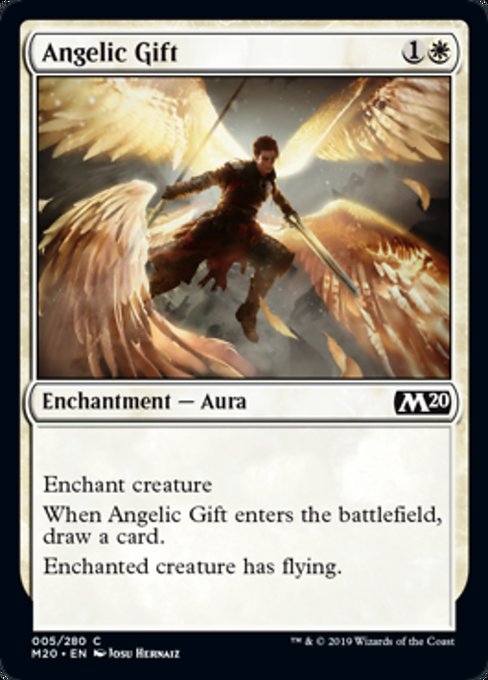 Angelic Gift 1
Enchantment — Aura
M20
Enchant creature
When Angelic Gift enters the battlefield,
draw a card.
Enchanted creature has flying.
005/280 C
M20 • EN Josu Hernaiz
™ & © 2019 Wizards of the Coast